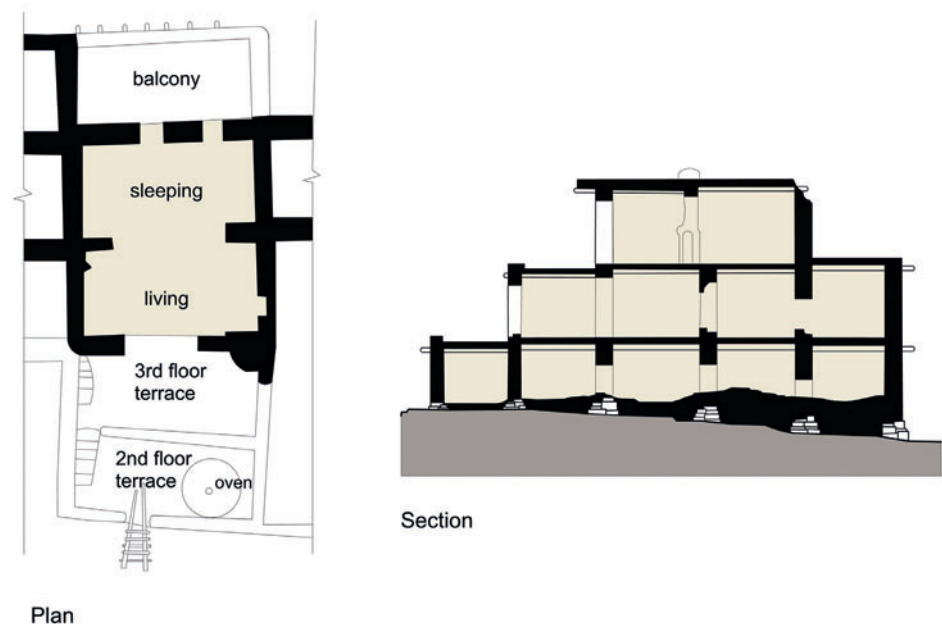 balcony
sleeping
living
3rd floor
terrace
2nd floor
terrace
oven
Section
Plan